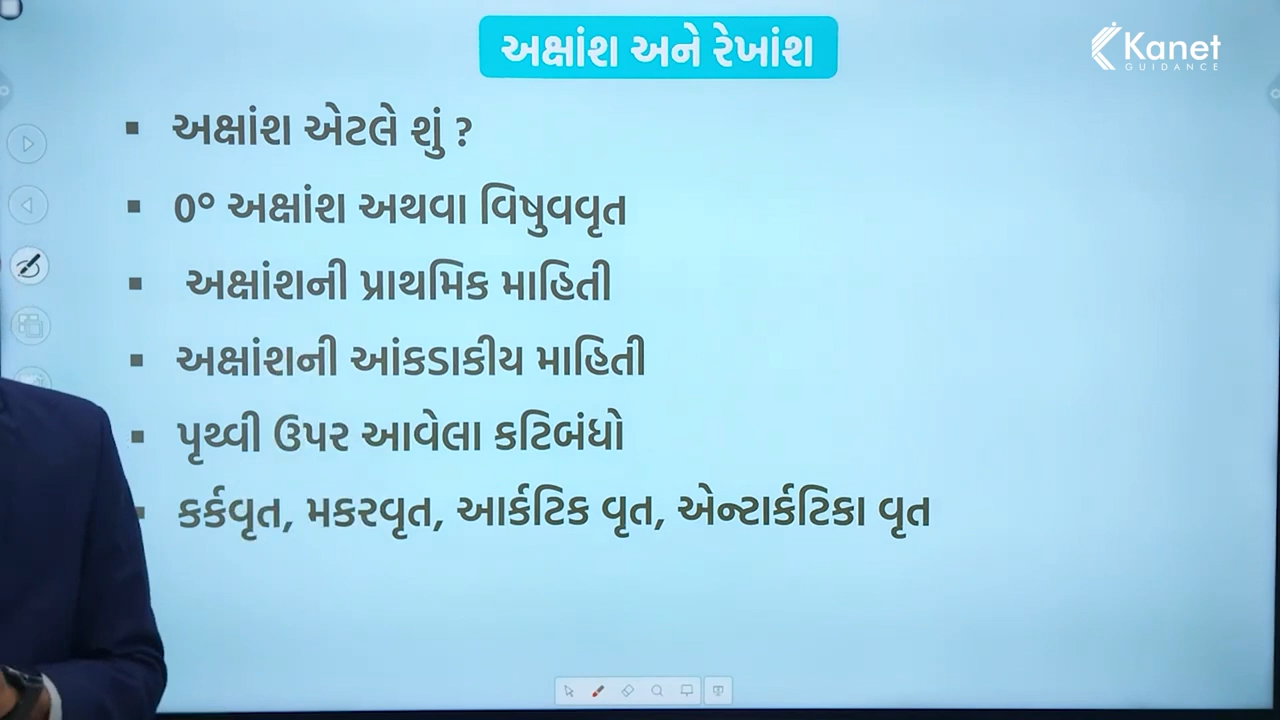 અક્ષાંશ અને રેખાંશ
Kanet
GUIDANCE
▪ અક્ષાંશ એટલે શું ?
▪ 0° અક્ષાંશ અથવા વિષુવવૃત
▪ અક્ષાંશની પ્રાથમિક માહિતી
▪ અક્ષાંશની આંકડાકીય માહિતી
▪ પૃથ્વી ઉપર આવેલા કટિબંધો
▪ કર્કવૃત, મકરવૃત, આર્કટિક વૃત, એન્ટાર્કટિકા વૃત